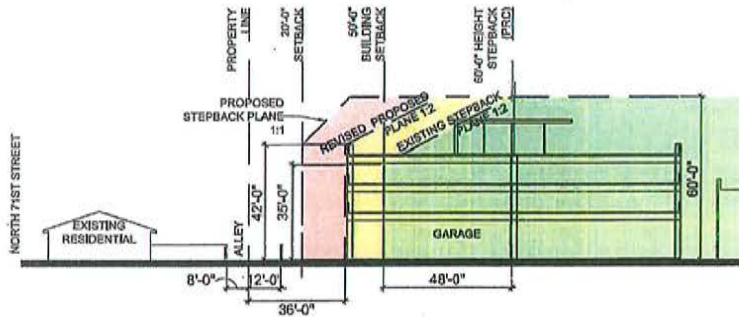 PROPERTY
LINE
20'-0"
SETBACK
50'-0"
BUILDING
SETBACK
60'-0" HEIGHT
STEPBACK
(PRC)
PROPOSED
STEPBACK PLANE
1:1
REVISED PROPOSED
PLANE 1:2
EXISTING STEPBACK
PLANE 1:2
NORTH 71ST STREET
EXISTING
RESIDENTIAL
ALLEY
42'-0"
35'-0"
GARAGE
60'-0"
8'-0"
12'-0"
48'-0"
36'-0"